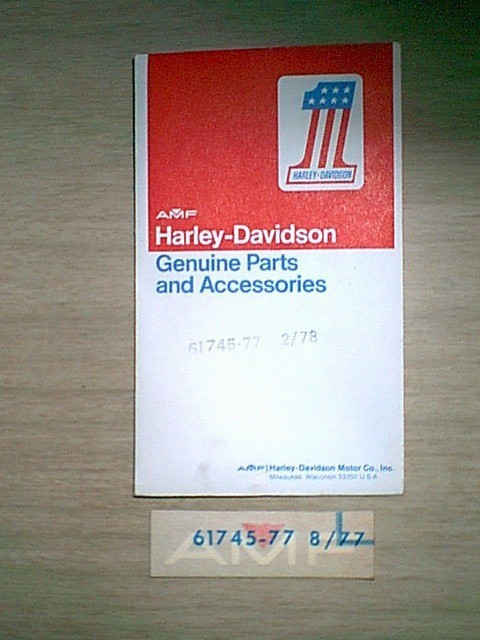 HARLEY-DAVIDSON
AMF
Harley-Davidson
Genuine Parts
and Accessories
61745-77 2/78
AMF | Harley-Davidson Motor Co., Inc.
Milwaukee, Wisconsin 53201 U.S.A.
61745-77 8/77
AMF